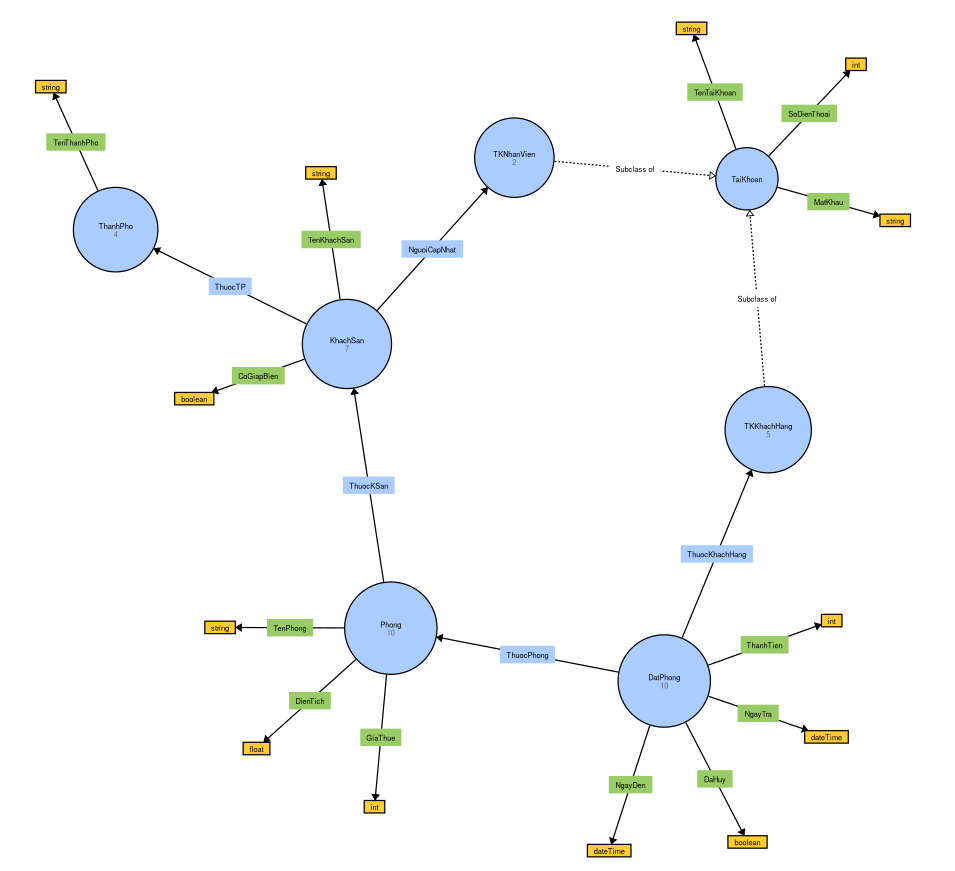 string
int
string
TenTaiKhoan
SoDienThoai
TenThanhPho
TKNhanVien
2
Subclass of
string
TaiKhoan
MatKhau
string
ThanhPho
4
TenKhachSan
NguoiCapNhat
ThuocTP
Subclass of
KhachSan
7
CoGiapBien
boolean
TKKhachHang
5
ThuocKSan
ThuocKhachHang
string
TenPhong
Phong
10
int
ThanhTien
ThuocPhong
DatPhong
10
DienTich
NgayTra
GiaThue
dateTime
float
DaHuy
NgayDen
int
boolean
dateTime